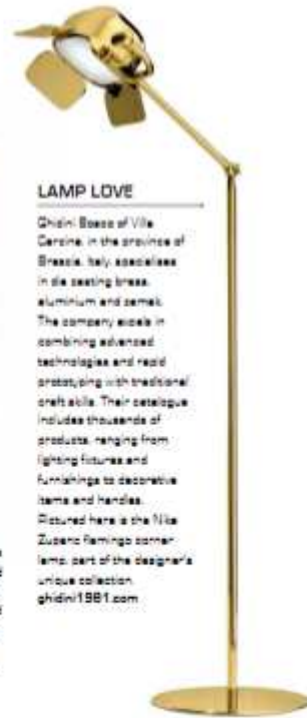 LAMP LOVE
Ghidini Bosco of Villa
Carcina, in the province of
Brescia, Italy, specialises
in die casting brass,
aluminium and zamak.
The company excels in
combining advanced
technologies and rapid
prototyping with traditional
craft skills. Their catalogue
includes thousands of
products, ranging from
lighting fixtures and
furnishings to decorative
items and handles.
Pictured here is the Nika
Zupanc flamingo corner
lamp, part of the designer's
unique collection.
ghidini1961.com